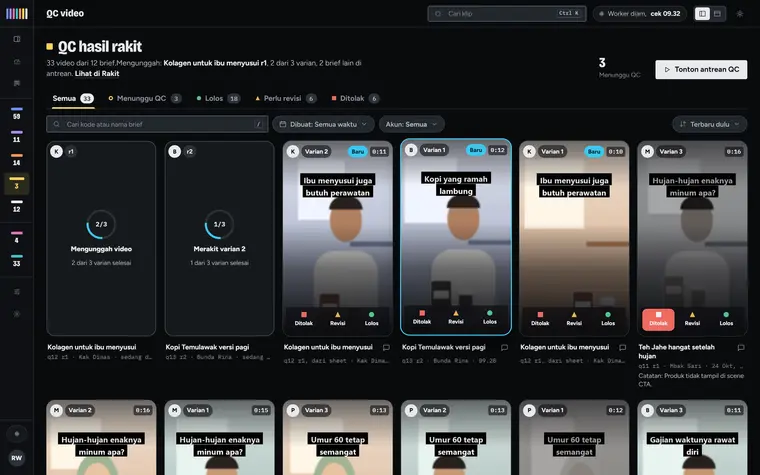 QC video
Cari klip
Ctrl K
Worker diam, cek 09.32
QC hasil rakit
33 video dari 12 brief. Mengunggah: Kolagen untuk ibu menyusui r1, 2 dari 3 varian, 2 brief lain di
antrean. Lihat di Rakit
3
Menunggu QC
Tonton antrean QC
Semua 33
Menunggu QC 3
Lolos 18
Perlu revisi 6
Ditolak 6
Cari kode atau nama brief
/
Dibuat: Semua waktu
Akun: Semua
Terbaru dulu
59
11
14
3
12
4
33
RW
K r1
2/3
Mengunggah video
2 dari 3 varian selesai
Kolagen untuk ibu menyusui
q12 r1 · Kak Dinas · sedang d…
B r2
1/3
Merakit varian 2
1 dari 3 varian selesai
Kopi Temulawak versi pagi
q13 r2 · Bunda Rina · sedang …
K Varian 2 Baru 0:11
Ibu menyusui juga
butuh perawatan
Ditolak Revisi Lolos
Kolagen untuk ibu menyusui
q12 r1, dari sheet · Kak Dina…
B Varian 1 Baru 0:12
Kopi yang ramah
lambung
Ditolak Revisi Lolos
Kopi Temulawak versi pagi
q13 r2 · Bunda Rina · 09.28
K Varian 1 Baru 0:10
Ibu menyusui juga
butuh perawatan
Ditolak Revisi Lolos
Kolagen untuk ibu menyusui
q12 r1, dari sheet · Kak Dina…
M Varian 3 0:16
Hujan-hujan enaknya
minum apa?
Ditolak Revisi Lolos
Teh Jahe hangat setelah
hujan
q11 r1 · Mbak Sari · 24 Okt, …
Catatan: Produk tidak tampil di scene
CTA.
M Varian 2 0:16
Hujan-hujan enaknya
minum apa?
M Varian 1 0:15
Hujan-hujan enaknya
minum apa?
P Varian 3 0:13
Umur 60 tetap
semangat
P Varian 2 0:13
Umur 60 tetap
semangat
P Varian 1 0:12
Umur 60 tetap
semangat
B Varian 3 0:11
Gajian waktunya rawat
diri